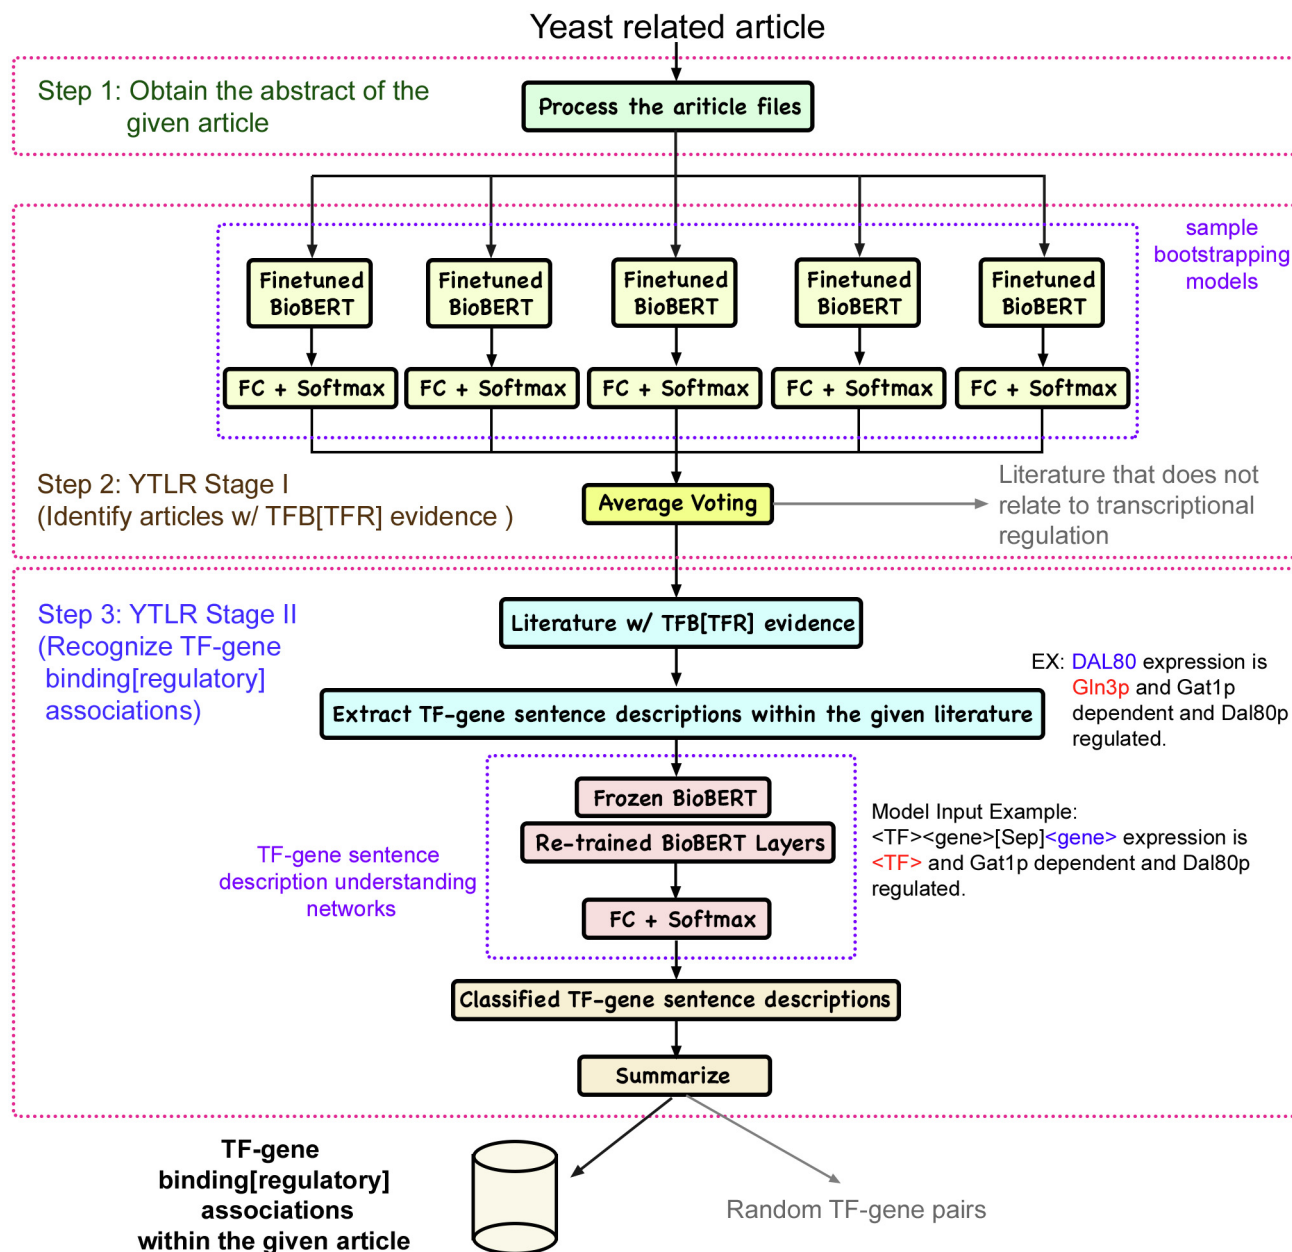 Yeast related article
Step 1: Obtain the abstract of the
given article
Process the ariticle files
sample
bootstrapping
models
Finetuned
BioBERT
Finetuned
BioBERT
Finetuned
BioBERT
Finetuned
BioBERT
Finetuned
BioBERT
FC + Softmax
FC + Softmax
FC + Softmax
FC + Softmax
FC + Softmax
Step 2: YTLR Stage I
(Identify articles w/ TFB[TFR] evidence )
Average Voting
Literature that does not
relate to transcriptional
regulation
Step 3: YTLR Stage II
(Recognize TF-gene
binding[regulatory]
associations)
Literature w/ TFB[TFR] evidence
Extract TF-gene sentence descriptions within the given literature
EX: DAL80 expression is
Gln3p and Gat1p
dependent and Dal80p
regulated.
Frozen BioBERT
Re-trained BioBERT Layers
FC + Softmax
TF-gene sentence
description understanding
networks
Model Input Example:
<TF><gene>[Sep]<gene> expression is
<TF> and Gat1p dependent and Dal80p
regulated.
Classified TF-gene sentence descriptions
Summarize
TF-gene
binding[regulatory]
associations
within the given article
Random TF-gene pairs